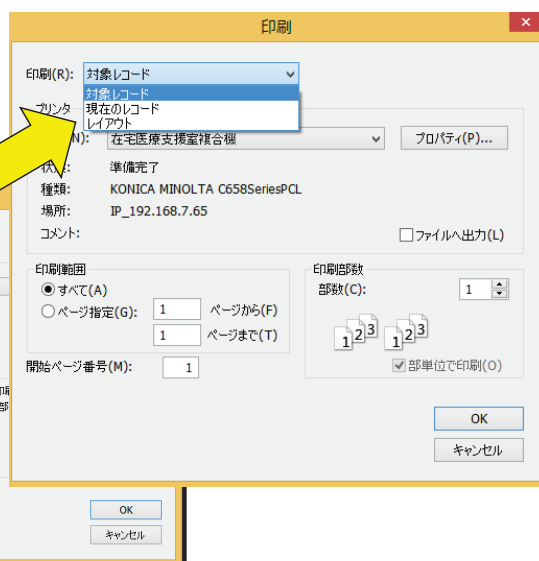 印刷
印刷(R): 対象レコード
対象レコード
現在のレコード
レイアウト
プリンタ
N): 在宅医療支援室複合機 プロパティ(P)...
準備完了
種類: KONICA MINOLTA C658SeriesPCL
場所: IP_192.168.7.65
コメント: ファイルへ出力(L)
印刷範囲 印刷部数
すべて(A) 部数(C): 1
ページ指定(G): 1 ページから(F)
1 ページまで(T)
1 2 3 1 2 3
開始ページ番号(M): 1 部単位で印刷(O)
OK
キャンセル
OK
キャンセル